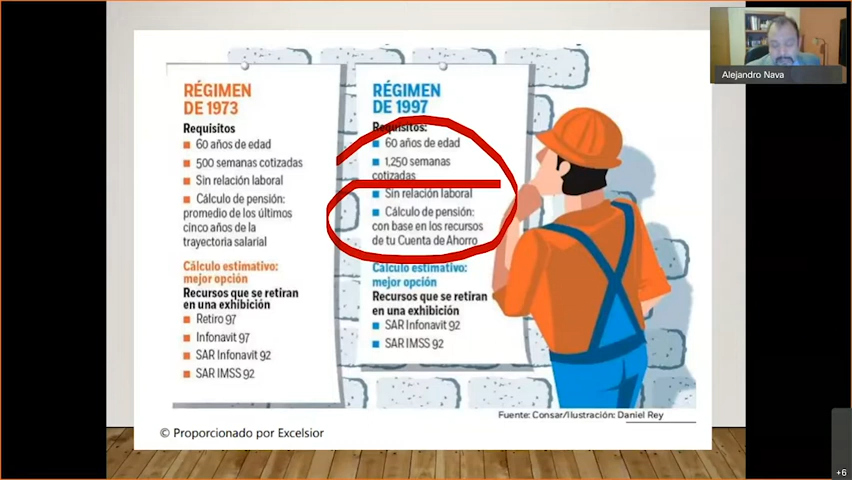 Alejandro Nava
RÉGIMEN
DE 1973
Requisitos
60 años de edad
500 semanas cotizadas
Sin relación laboral
Cálculo de pensión:
promedio de los últimos
cinco años de la
trayectoria salarial
Cálculo estimativo:
mejor opción
Recursos que se retiran
en una exhibición
Retiro 97
Infonavit 97
SAR Infonavit 92
SAR IMSS 92
RÉGIMEN
DE 1997
Requisitos:
60 años de edad
1,250 semanas
cotizadas
Sin relación laboral
Cálculo de pensión:
con base en los recursos
de tu Cuenta de Ahorro
Cálculo estimativo:
mejor opción
Recursos que se retiran
en una exhibición
SAR Infonavit 92
SAR IMSS 92
Fuente: Consar/Ilustración: Daniel Rey
© Proporcionado por Excelsior
+6